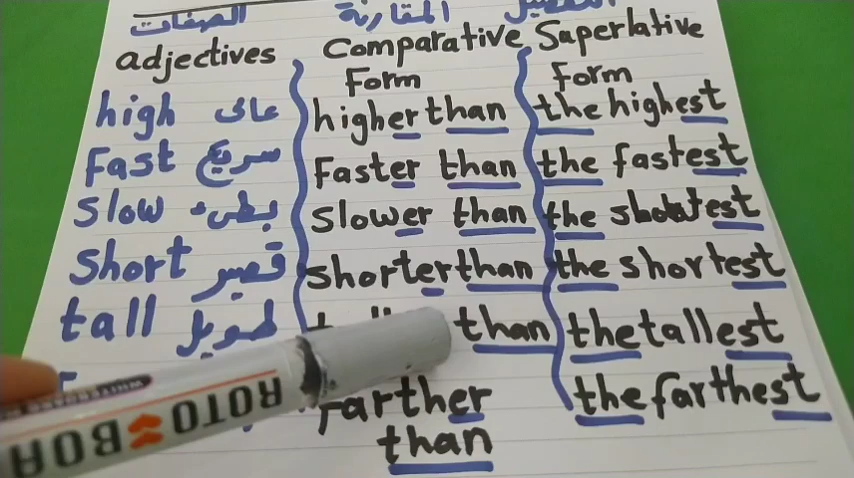 الصفات المقارنة التفضيل
adjectives Comparative Form Superlative Form
high عالى higher than the highest
Fast سريع Faster than the fastest
Slow بطىء Slower than the
Short قصير shorter than the shortest
tall طويل than the tallest
farther than the farthest
ROTO BOA